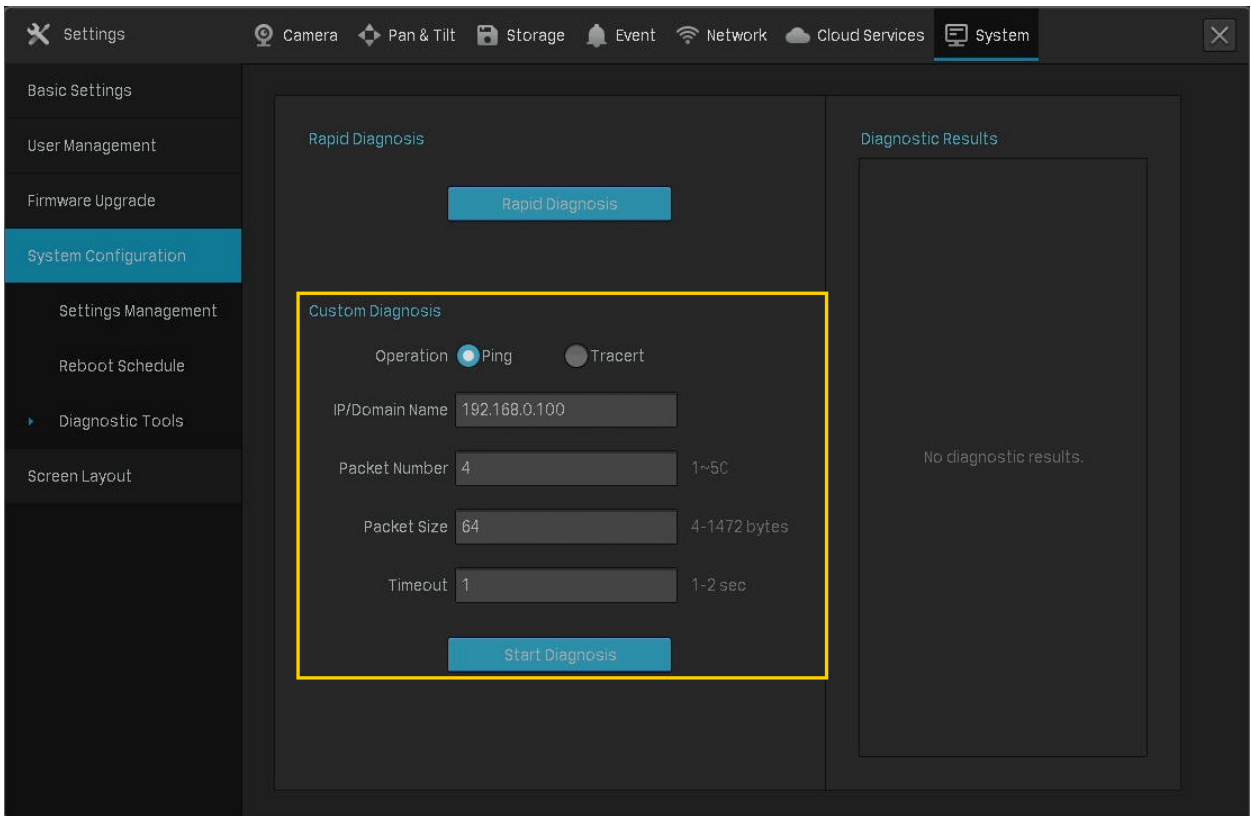 Settings
Camera Pan & Tilt Storage Event Network Cloud Services System
Basic Settings
User Management
Firmware Upgrade
System Configuration
Settings Management
Reboot Schedule
Diagnostic Tools
Screen Layout
Rapid Diagnosis
Rapid Diagnosis
Custom Diagnosis
Operation Ping Tracert
IP/Domain Name 192.168.0.100
Packet Number 4 1~50
Packet Size 64 4-1472 bytes
Timeout 1 1-2 sec
Start Diagnosis
Diagnostic Results
No diagnostic results.